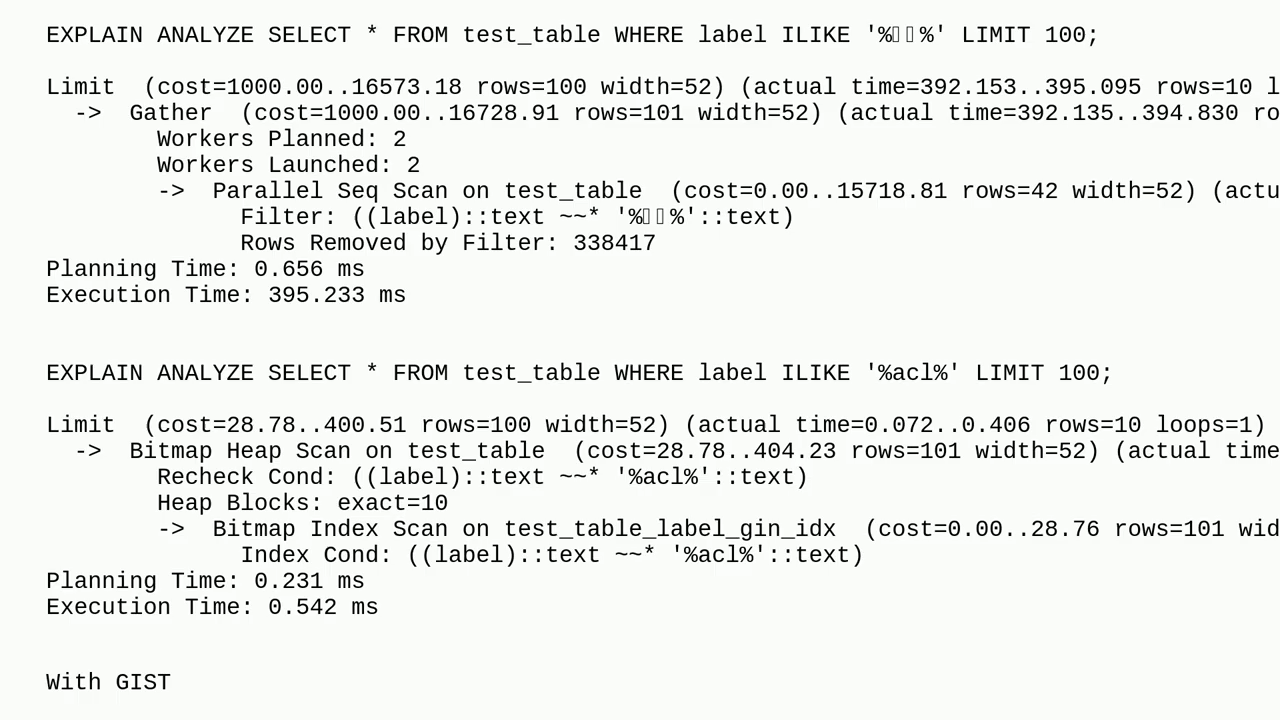 EXPLAIN ANALYZE SELECT * FROM test_table WHERE label ILIKE '%▯▯%' LIMIT 100;
Limit  (cost=1000.00..16573.18 rows=100 width=52) (actual time=392.153..395.095 rows=10 l
->  Gather  (cost=1000.00..16728.91 rows=101 width=52) (actual time=392.135..394.830 ro
Workers Planned: 2
Workers Launched: 2
->  Parallel Seq Scan on test_table  (cost=0.00..15718.81 rows=42 width=52) (actu
Filter: ((label)::text ~~* '%▯▯%'::text)
Rows Removed by Filter: 338417
Planning Time: 0.656 ms
Execution Time: 395.233 ms
EXPLAIN ANALYZE SELECT * FROM test_table WHERE label ILIKE '%acl%' LIMIT 100;
Limit  (cost=28.78..400.51 rows=100 width=52) (actual time=0.072..0.406 rows=10 loops=1)
->  Bitmap Heap Scan on test_table  (cost=28.78..404.23 rows=101 width=52) (actual time
Recheck Cond: ((label)::text ~~* '%acl%'::text)
Heap Blocks: exact=10
->  Bitmap Index Scan on test_table_label_gin_idx  (cost=0.00..28.76 rows=101 wid
Index Cond: ((label)::text ~~* '%acl%'::text)
Planning Time: 0.231 ms
Execution Time: 0.542 ms
With GIST